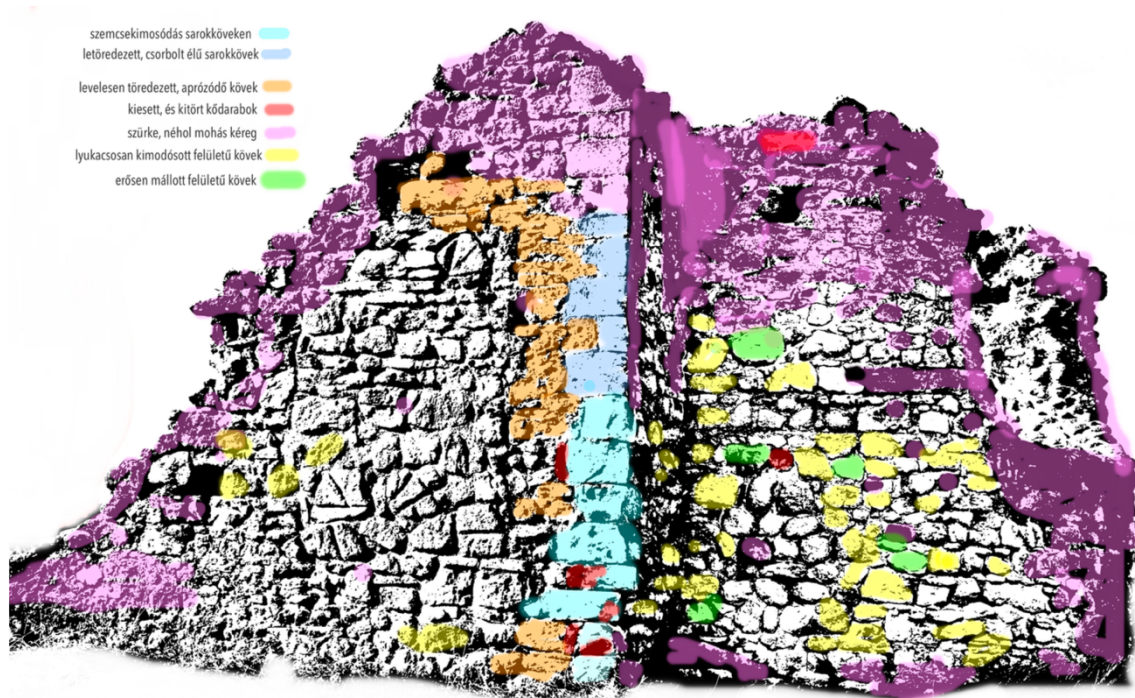 szemcsekimosódás sarokköveken
letöredezett, csorbolt élű sarokkövek
levelesen töredezett, aprózódó kövek
kiesett, és kitört kődarabok
szürke, néhol mohás kéreg
lyukacsosan kimodósott felületű kövek
erősen mállott felületű kövek